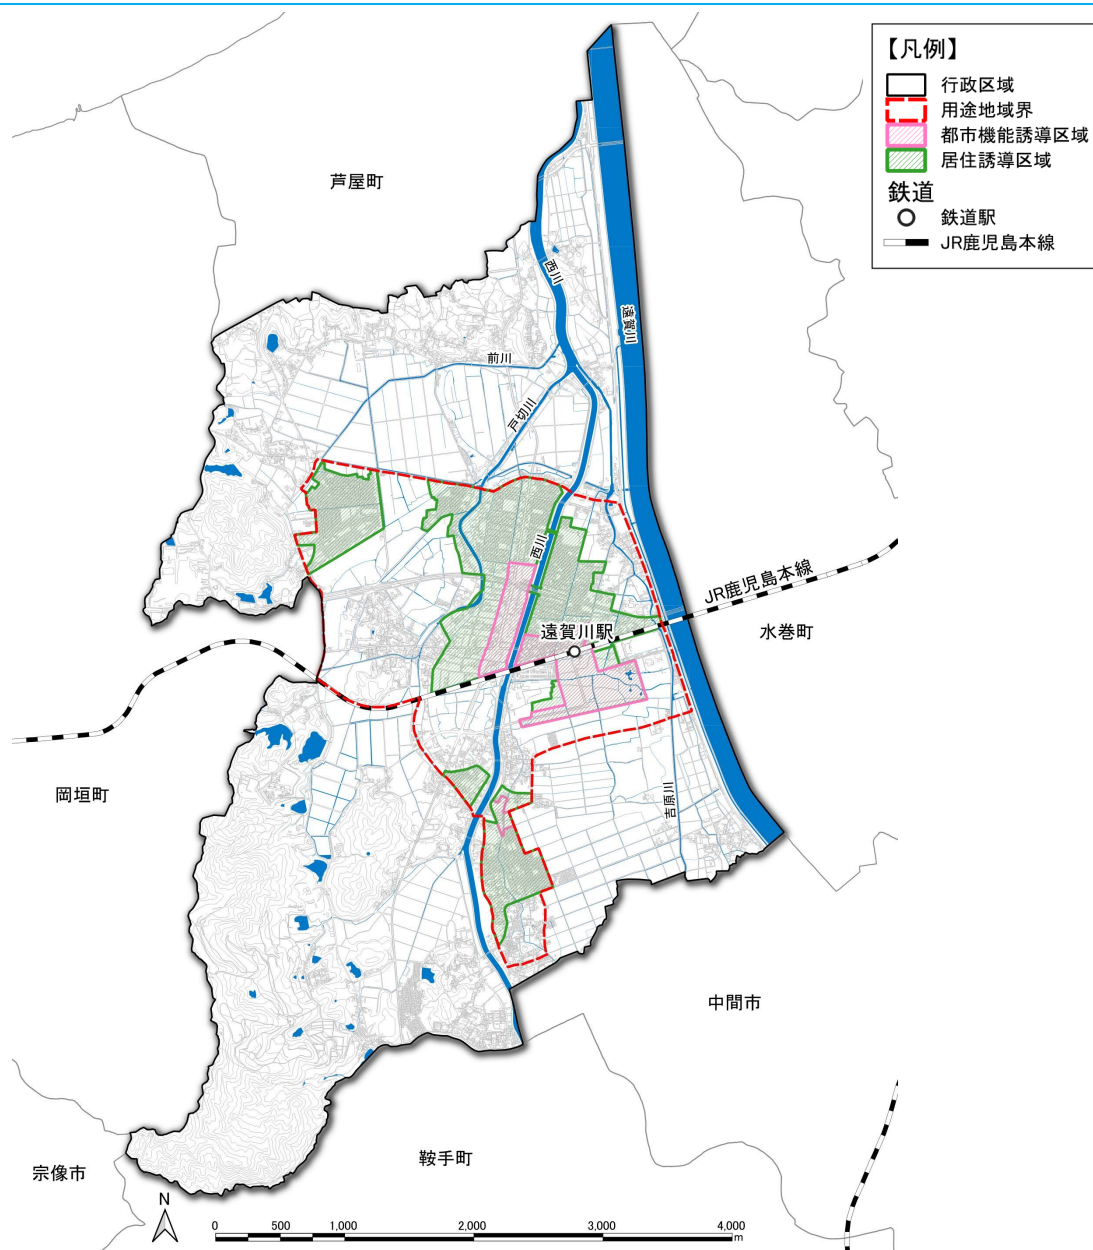 【凡例】
行政区域
用途地域界
都市機能誘導区域
居住誘導区域
鉄道
鉄道駅
JR鹿児島本線
芦屋町
西川
遠賀川
前川
戸切川
西川
JR鹿児島本線
遠賀川駅
水巻町
岡垣町
吉原川
中間市
鞍手町
宗像市
N
0 500 1,000 2,000 3,000 4,000
m